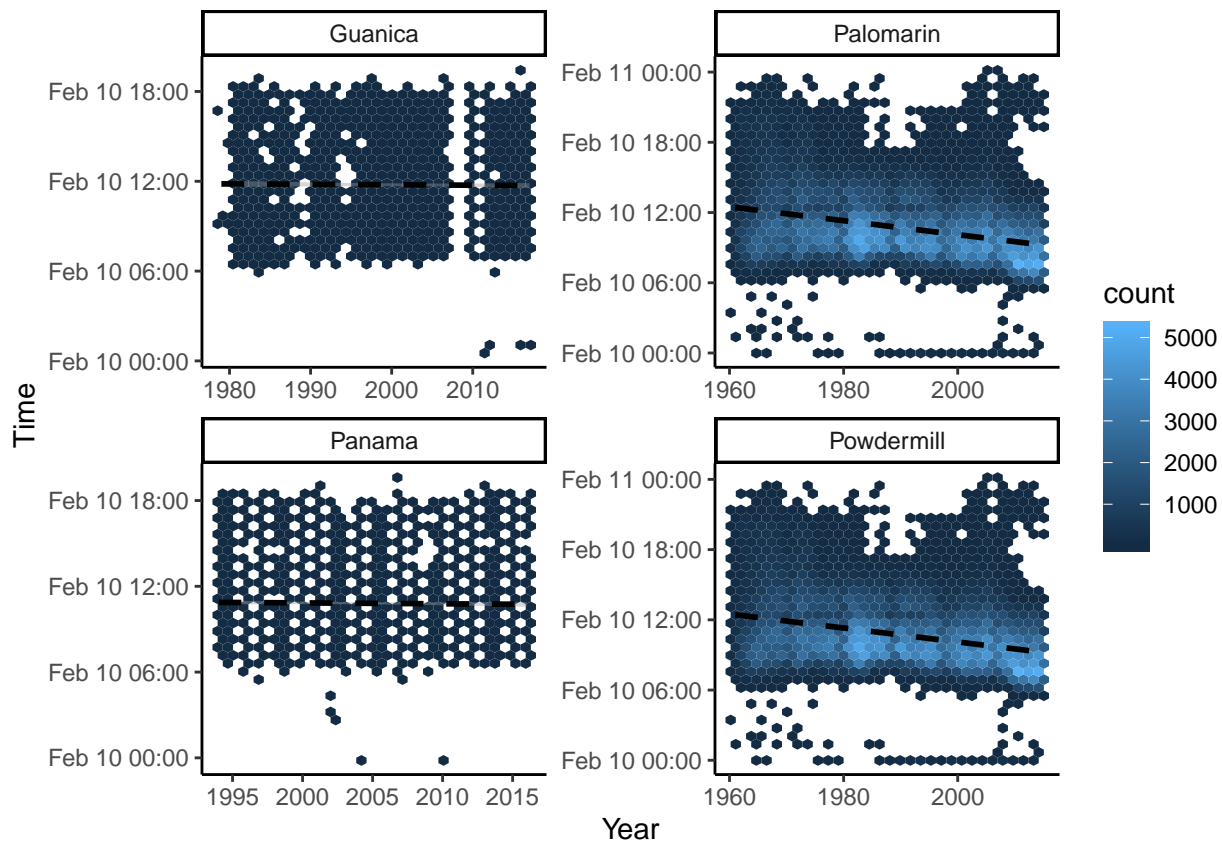 Guanica
Palomarin
Feb 10 18:00
Feb 10 12:00
Feb 10 06:00
Feb 10 00:00
1980 1990 2000 2010
Feb 11 00:00
Feb 10 18:00
Feb 10 12:00
Feb 10 06:00
Feb 10 00:00
1960 1980 2000
Panama
Powdermill
Feb 10 18:00
Feb 10 12:00
Feb 10 06:00
Feb 10 00:00
1995 2000 2005 2010 2015
Feb 11 00:00
Feb 10 18:00
Feb 10 12:00
Feb 10 06:00
Feb 10 00:00
1960 1980 2000
Time
Year
count
5000
4000
3000
2000
1000